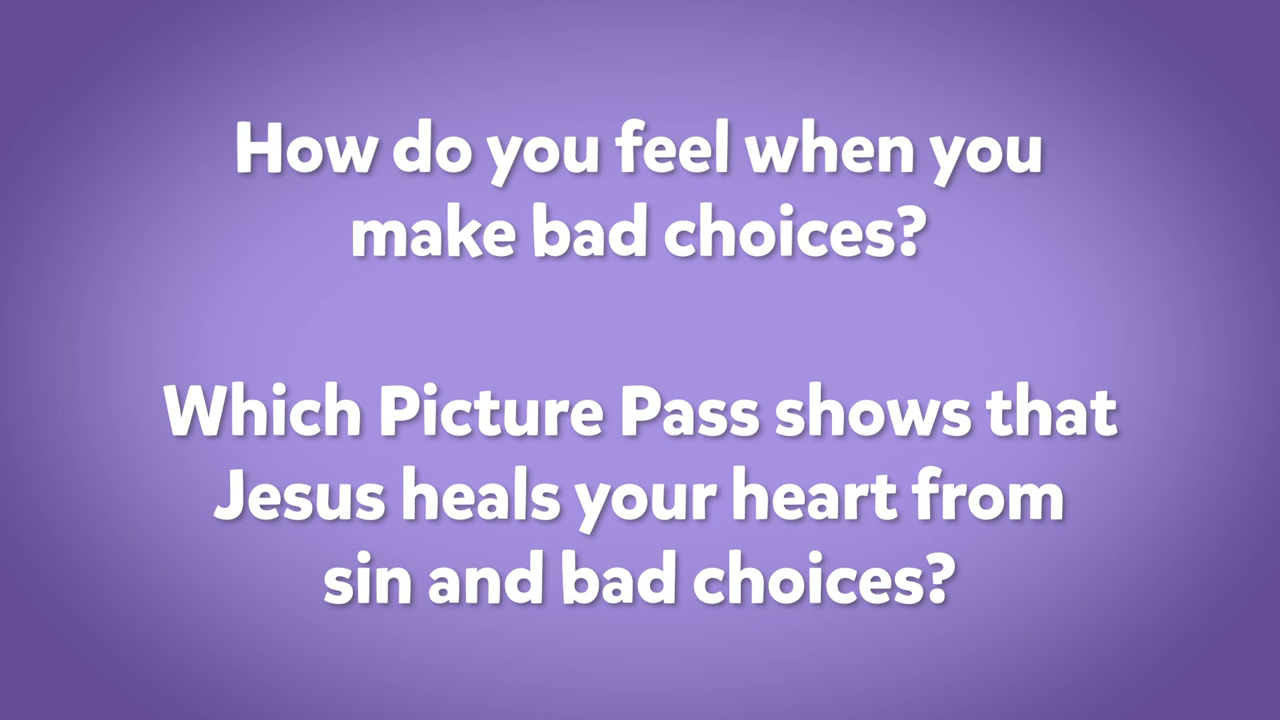 How do you feel when you
make bad choices?
Which Picture Pass shows that
Jesus heals your heart from
sin and bad choices?